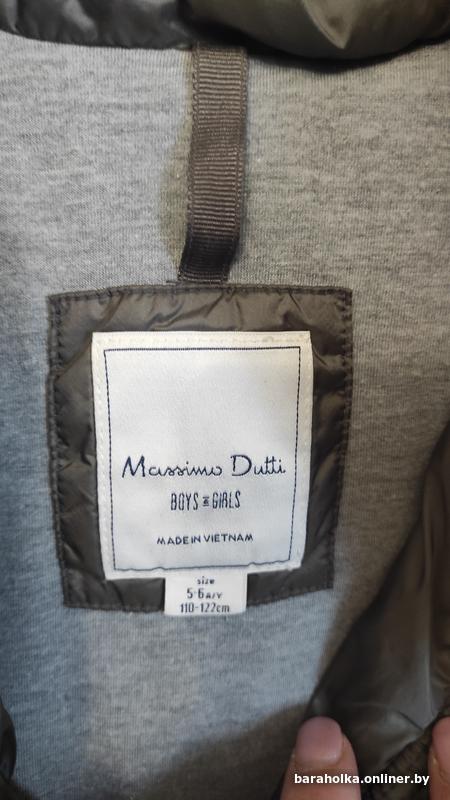 Massimo Dutti
BOYS & GIRLS
MADE IN VIETNAM
size
5-6 A/Y
110-122cm
baraholka.onliner.by